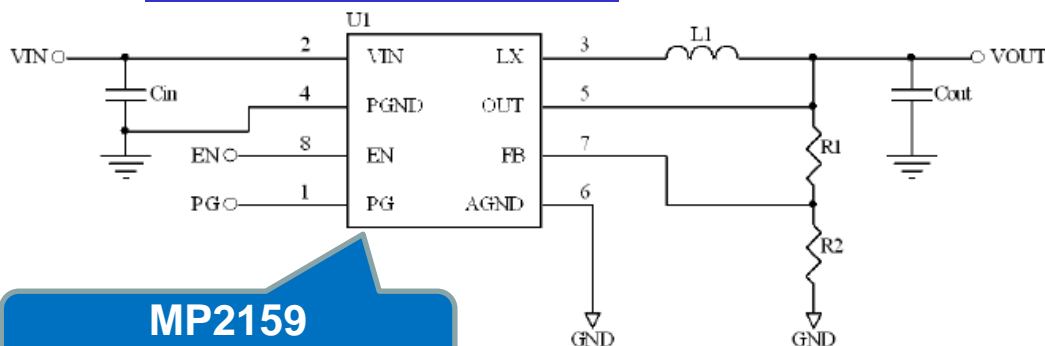 U1
VIN 2 VIN LX 3 L1 VOUT
Cin 4 PGND OUT 5 Cout
EN 8 EN FB 7 R1
PG 1 PG AGND 6
R2
MP2159
GND GND